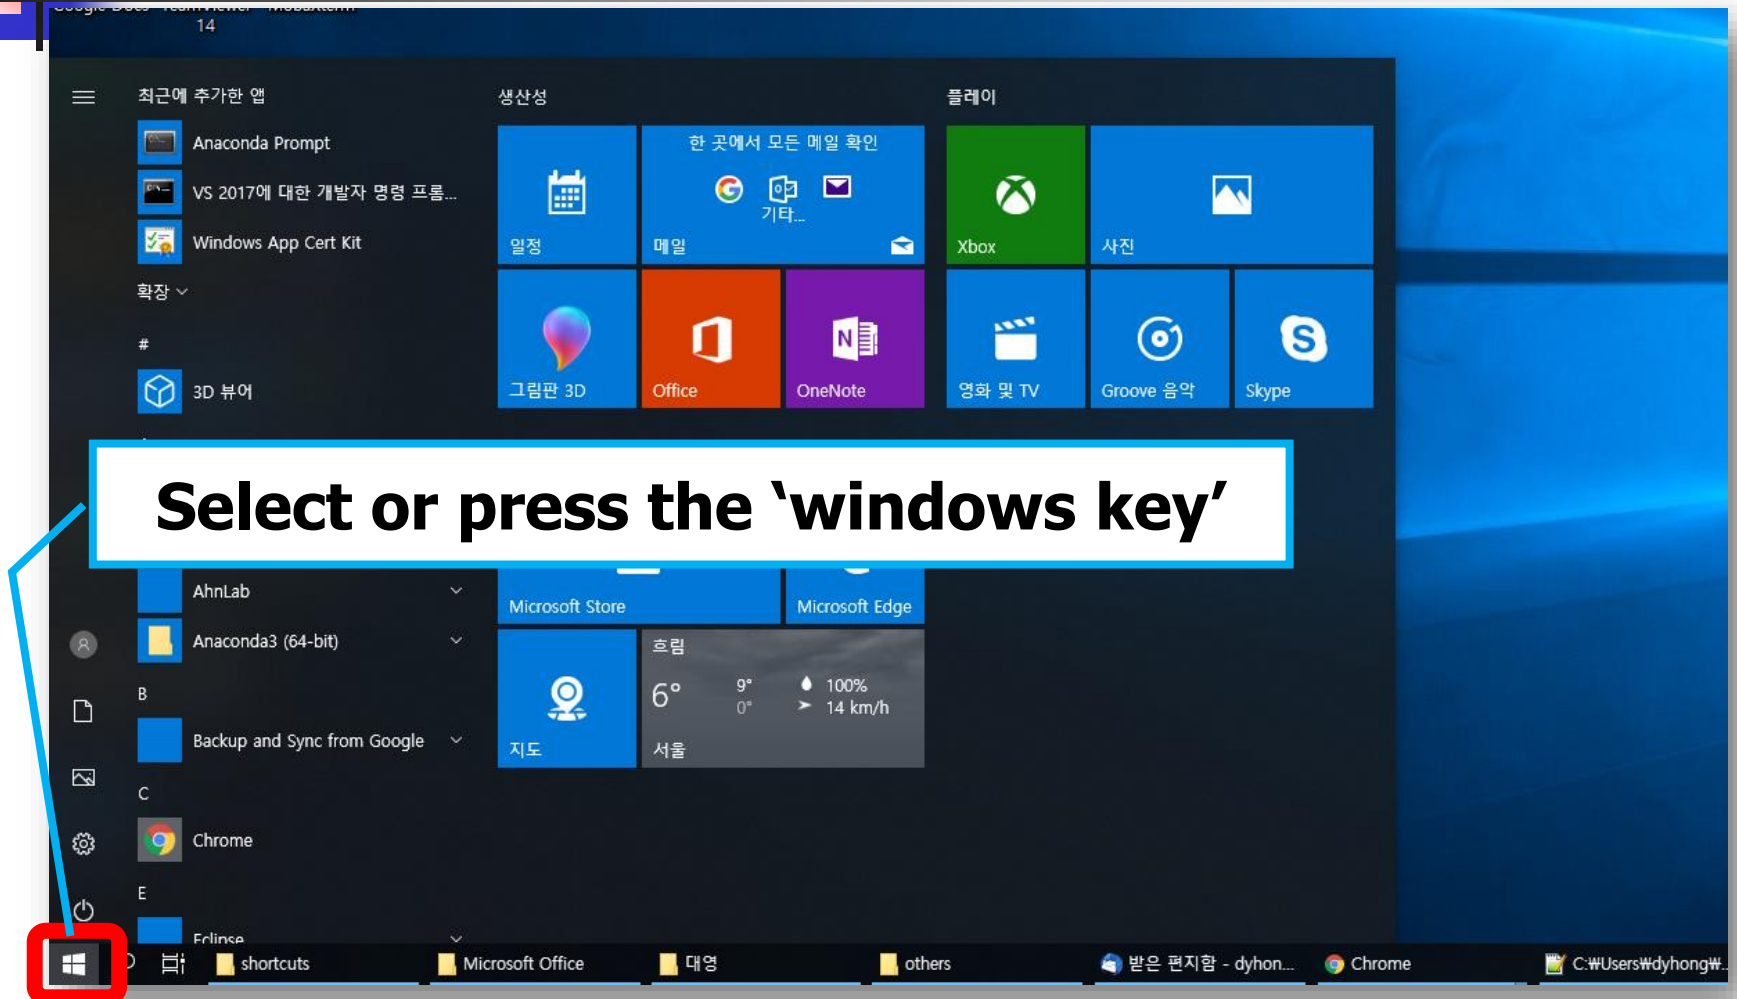 Google Docs TeamViewer MobaXterm
14
최근에 추가한 앱
Anaconda Prompt
VS 2017에 대한 개발자 명령 프롬...
Windows App Cert Kit
확장
#
3D 뷰어
생산성
한 곳에서 모든 메일 확인
기타...
일정
메일
그림판 3D
Office
OneNote
플레이
Xbox
사진
영화 및 TV
Groove 음악
Skype
Select or press the ‘windows key’
AhnLab
Anaconda3 (64-bit)
B
Backup and Sync from Google
C
Chrome
E
Eclipse
Microsoft Store
Microsoft Edge
지도
흐림
6° 9° 100%
0° 14 km/h
서울
shortcuts
Microsoft Office
대영
others
받은 편지함 - dyhon...
Chrome
C:₩Users₩dyhong₩...